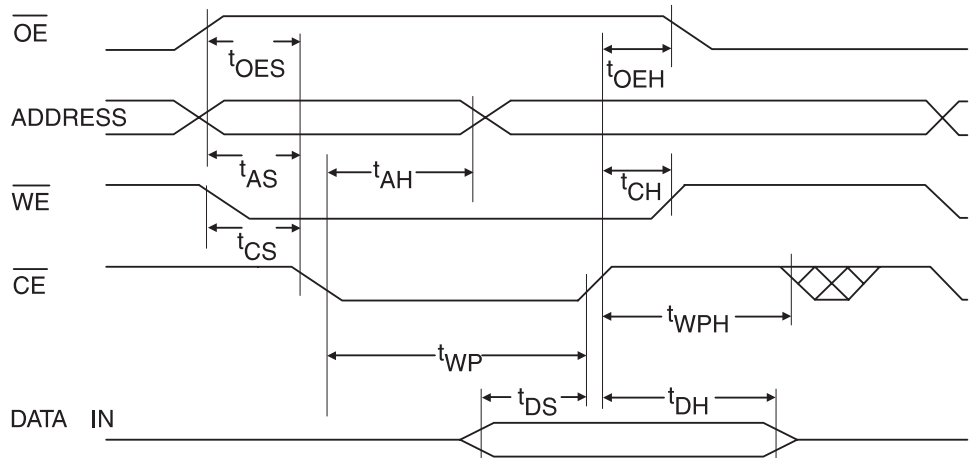 OE
tOES
tOEH
ADDRESS
tAS
tAH
tCH
WE
tCS
CE
tWPH
tWP
tDS
tDH
DATA IN